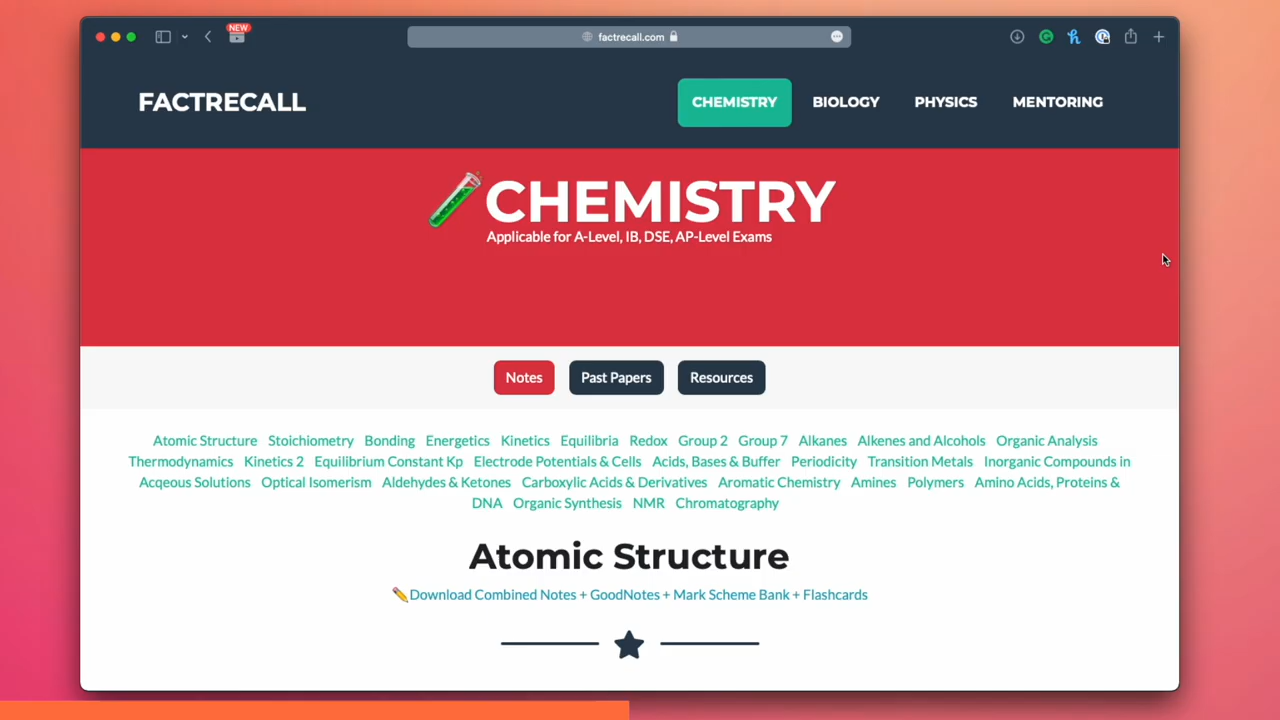 NEW
factrecall.com
FACTRECALL
CHEMISTRY
BIOLOGY
PHYSICS
MENTORING
CHEMISTRY
Applicable for A-Level, IB, DSE, AP-Level Exams
Notes
Past Papers
Resources
Atomic Structure Stoichiometry Bonding Energetics Kinetics Equilibria Redox Group 2 Group 7 Alkanes Alkenes and Alcohols Organic Analysis
Thermodynamics Kinetics 2 Equilibrium Constant Kp Electrode Potentials & Cells Acids, Bases & Buffer Periodicity Transition Metals Inorganic Compounds in
Acqeous Solutions Optical Isomerism Aldehydes & Ketones Carboxylic Acids & Derivatives Aromatic Chemistry Amines Polymers Amino Acids, Proteins &
DNA Organic Synthesis NMR Chromatography
Atomic Structure
Download Combined Notes + GoodNotes + Mark Scheme Bank + Flashcards